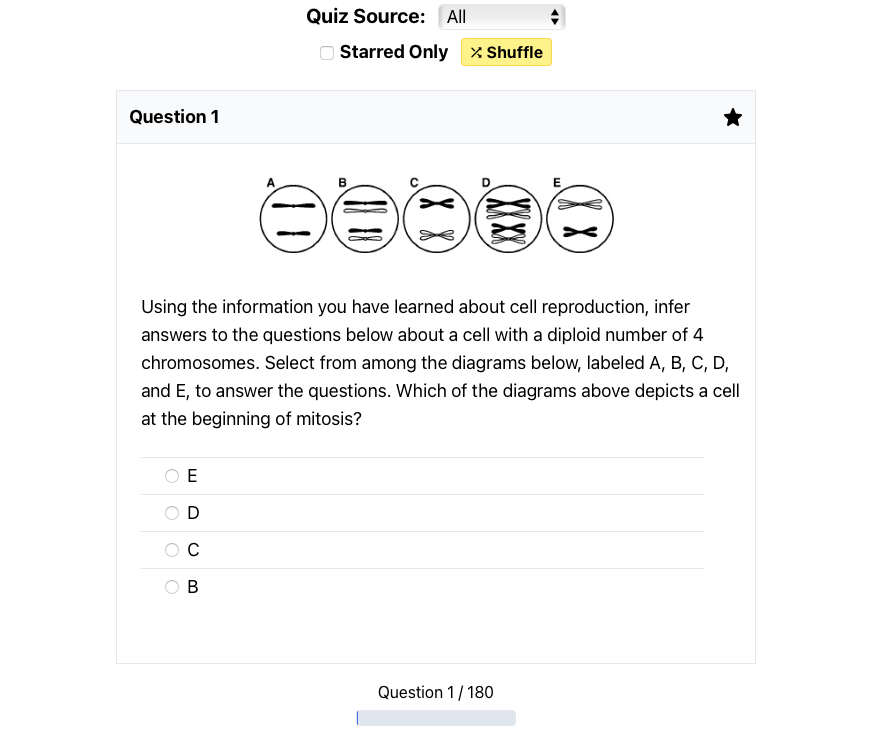 Quiz Source: All
Starred Only Shuffle
Question 1
A B C D E
Using the information you have learned about cell reproduction, infer
answers to the questions below about a cell with a diploid number of 4
chromosomes. Select from among the diagrams below, labeled A, B, C, D,
and E, to answer the questions. Which of the diagrams above depicts a cell
at the beginning of mitosis?
E
D
C
B
Question 1 / 180